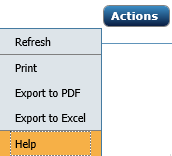 Actions
Refresh
Print
Export to PDF
Export to Excel
Help